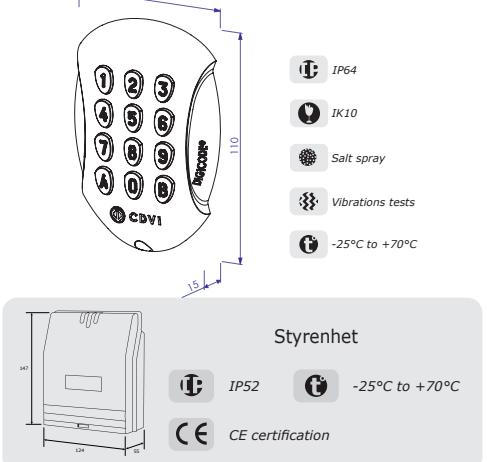 1 2 3
4 5 6
7 8 9
A 0 B
DIGICODE®
CDVI
110
15
IP64
IK10
Salt spray
Vibrations tests
-25°C to +70°C
Styrenhet
147
124
55
IP52
-25°C to +70°C
CE
CE certification